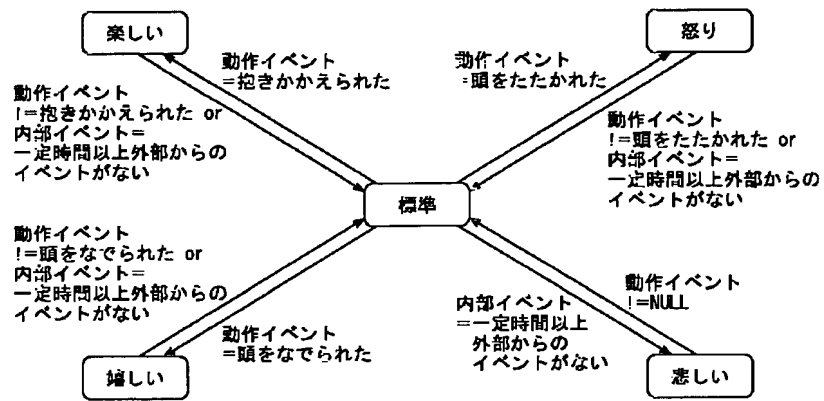 楽しい
怒り
動作イベント
=抱きかかえられた
動作イベント
=頭をたたかれた
動作イベント
!=抱きかかえられた or
内部イベント=
一定時間以上外部からの
イベントがない
動作イベント
!=頭をたたかれた or
内部イベント=
一定時間以上外部からの
イベントがない
標準
動作イベント
!=頭をなでられた or
内部イベント=
一定時間以上外部からの
イベントがない
動作イベント
=頭をなでられた
内部イベント
=一定時間以上
外部からの
イベントがない
動作イベント
!=NULL
嬉しい
悲しい